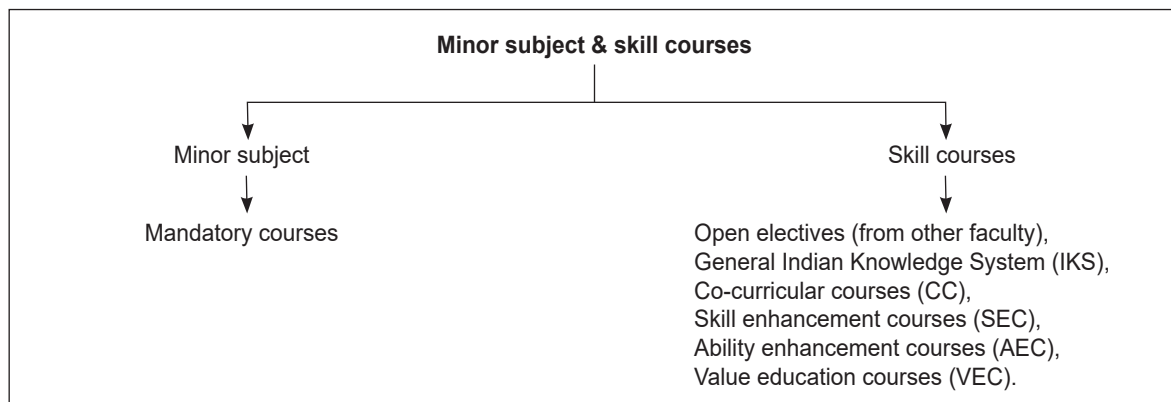 Minor subject & skill courses
Minor subject
Skill courses
Mandatory courses
Open electives (from other faculty),
General Indian Knowledge System (IKS),
Co-curricular courses (CC),
Skill enhancement courses (SEC),
Ability enhancement courses (AEC),
Value education courses (VEC).